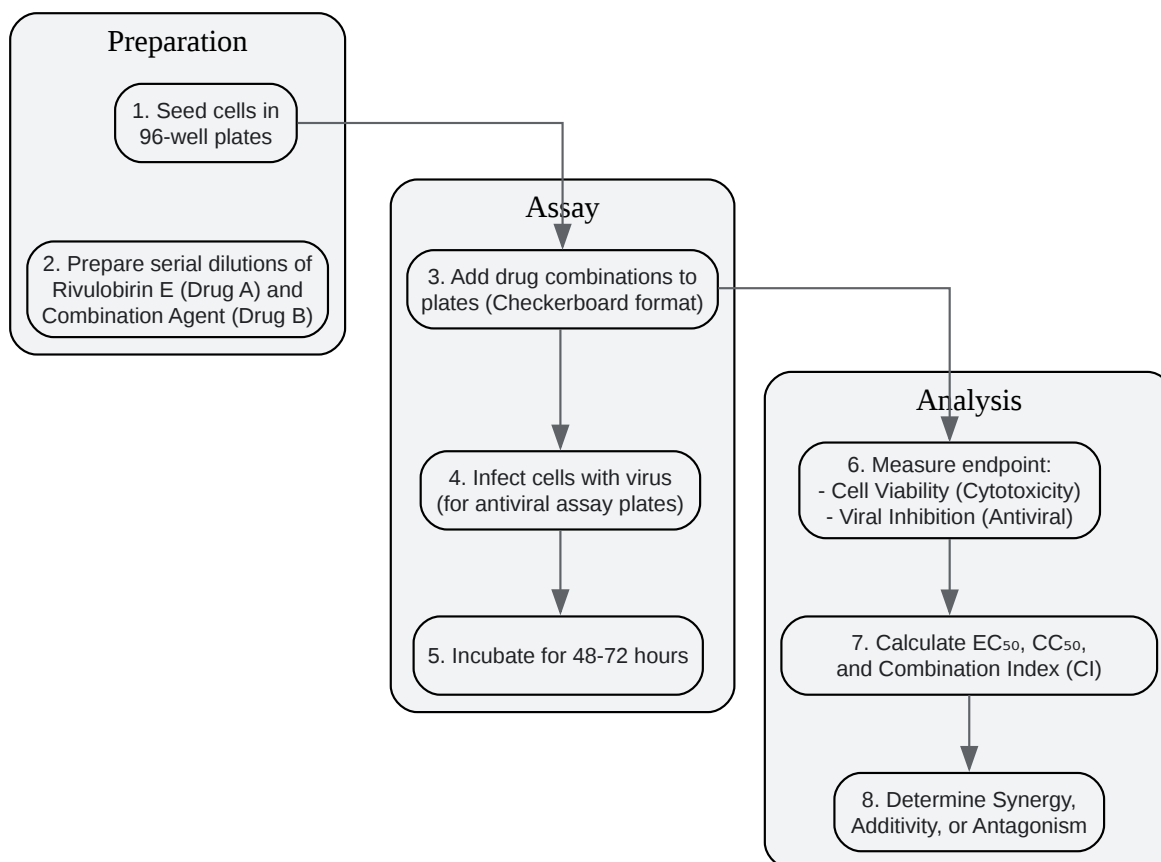 Preparation
1. Seed cells in
96-well plates
2. Prepare serial dilutions of
Rivulobirin E (Drug A) and
Combination Agent (Drug B)
Assay
3. Add drug combinations to
plates (Checkerboard format)
4. Infect cells with virus
(for antiviral assay plates)
5. Incubate for 48-72 hours
Analysis
6. Measure endpoint:
- Cell Viability (Cytotoxicity)
- Viral Inhibition (Antiviral)
7. Calculate EC₅₀, CC₅₀,
and Combination Index (CI)
8. Determine Synergy,
Additivity, or Antagonism